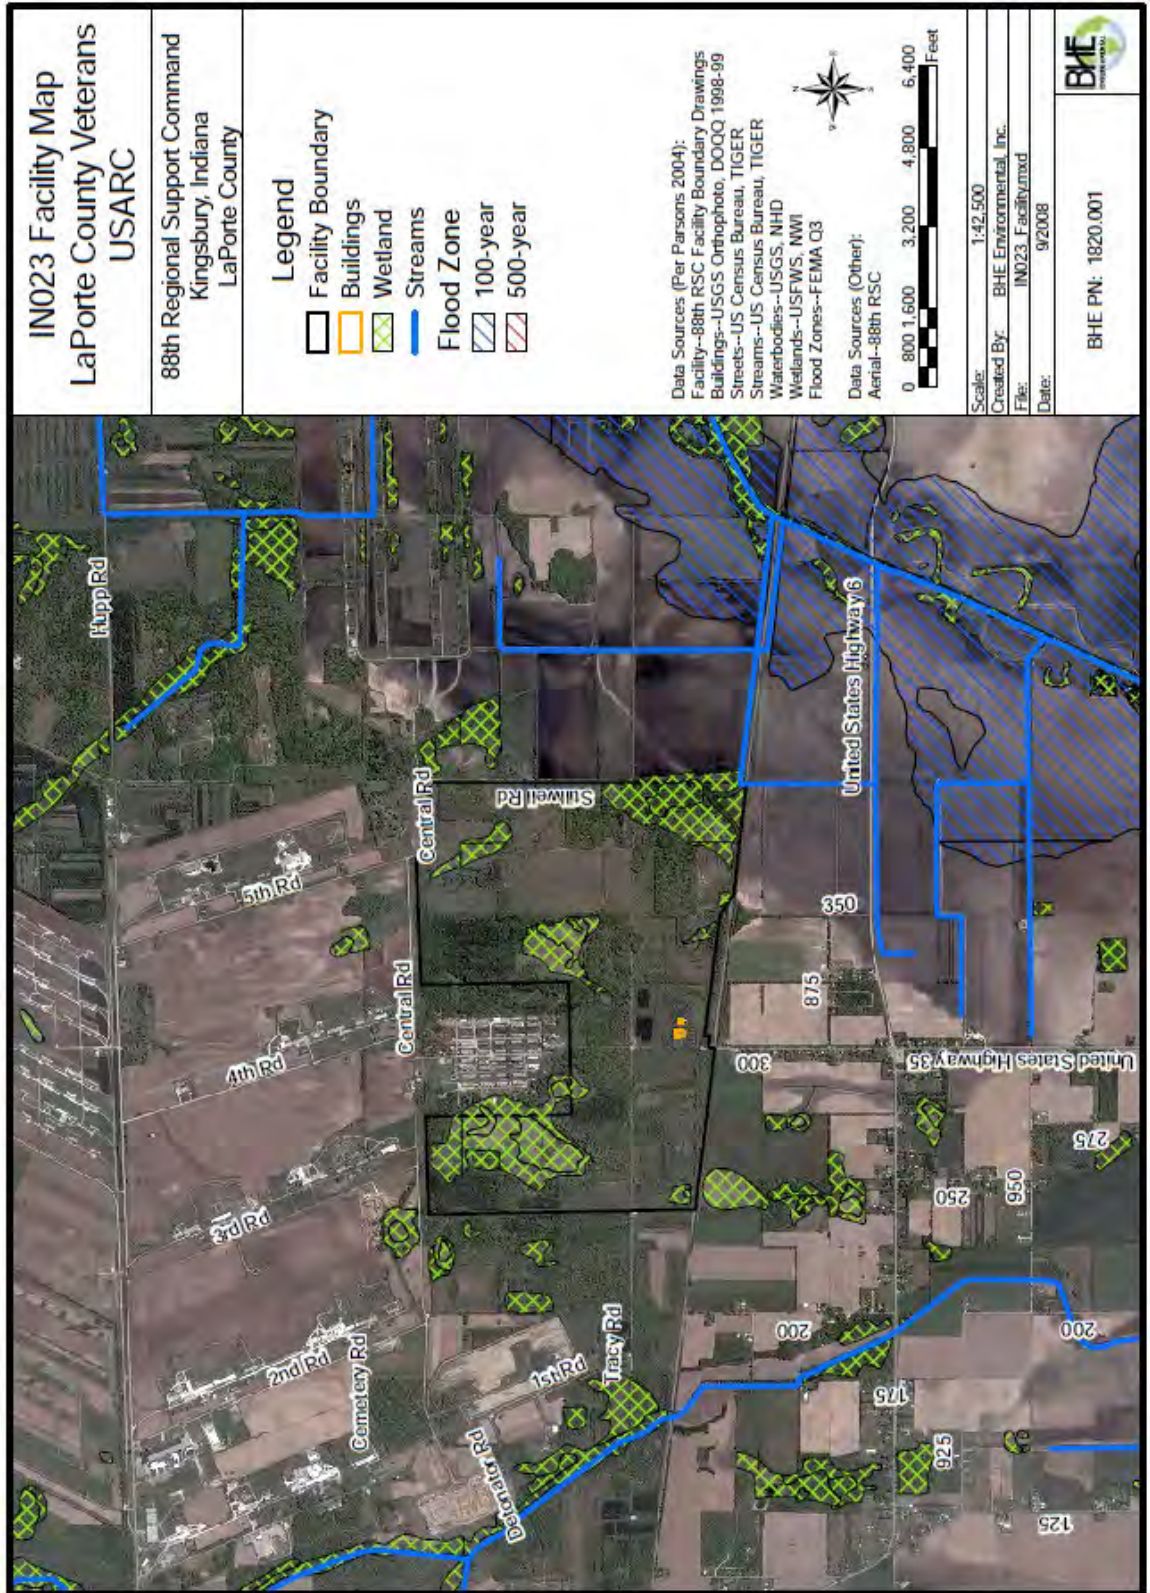 IN023 Facility Map
LaPorte County Veterans
USARC
88th Regional Support Command
Kingsbury, Indiana
LaPorte County
Legend
Facility Boundary
Buildings
Wetland
Streams
Flood Zone
100-year
500-year
Data Sources (Per Parsons 2004):
Facility--88th RSC Facility Boundary Drawings
Buildings--USGS Orthophoto, DOQQ 1998-99
Streets--US Census Bureau, TIGER
Streams--US Census Bureau, TIGER
Waterbodies--USGS, NHD
Wetlands--USFWS, NWI
Flood Zones--FEMA Q3
Data Sources (Other):
Aerial--88th RSC
N
0 800 1,600 3,200 4,800 6,400
Feet
Scale: 1:42,500
Created By: BHE Environmental, Inc.
File: IN023_Facility.mxd
Date: 9/2008
BHE PN: 1820.001
BHE
Hupp Rd
5th Rd
4th Rd
3rd Rd
2nd Rd
Cemetery Rd
Central Rd
Central Rd
Stillwell Rd
1st Rd
Tracy Rd
Detonator Rd
United States Highway 6
350
875
300
United States Highway 35
275
950
250
200
200
175
925
125